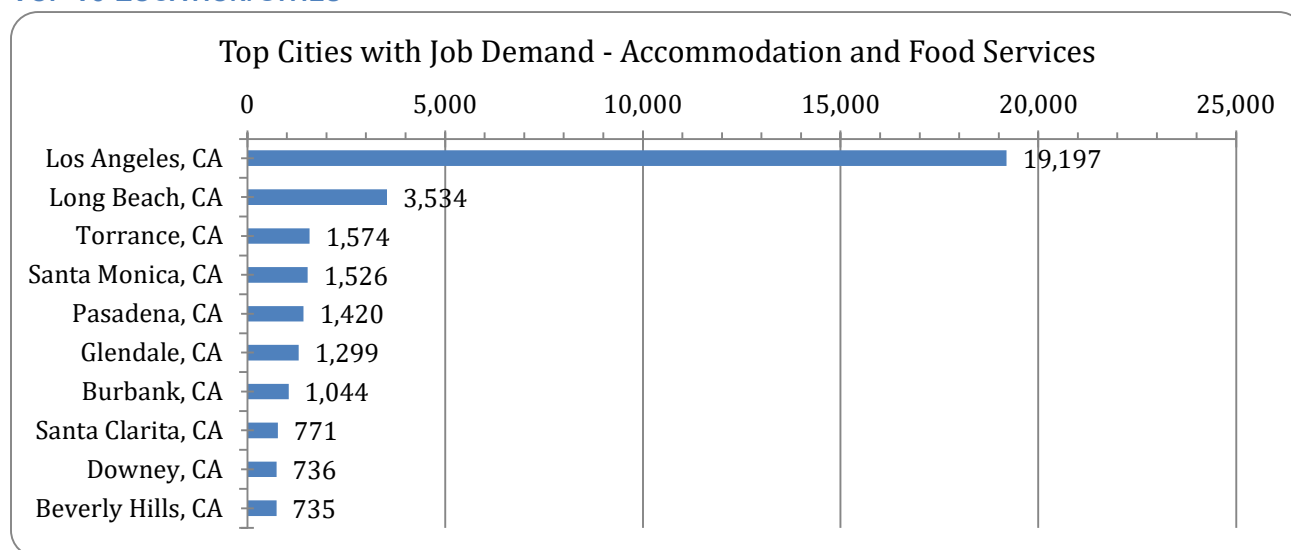 Top Cities with Job Demand - Accommodation and Food Services
0 5,000 10,000 15,000 20,000 25,000
Los Angeles, CA 19,197
Long Beach, CA 3,534
Torrance, CA 1,574
Santa Monica, CA 1,526
Pasadena, CA 1,420
Glendale, CA 1,299
Burbank, CA 1,044
Santa Clarita, CA 771
Downey, CA 736
Beverly Hills, CA 735